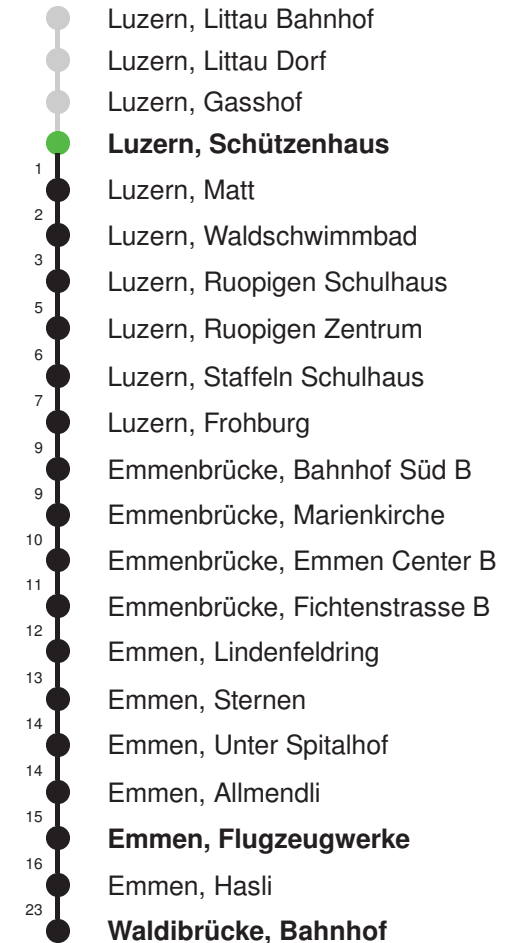 Luzern, Littau Bahnhof
Luzern, Littau Dorf
Luzern, Gasshof
Luzern, Schützenhaus
1
Luzern, Matt
2
Luzern, Waldschwimmbad
3
Luzern, Ruopigen Schulhaus
5
Luzern, Ruopigen Zentrum
6
Luzern, Staffeln Schulhaus
7
Luzern, Frohburg
9
Emmenbrücke, Bahnhof Süd B
9
Emmenbrücke, Marienkirche
10
Emmenbrücke, Emmen Center B
11
Emmenbrücke, Fichtenstrasse B
12
Emmen, Lindenfeldring
13
Emmen, Sternen
14
Emmen, Unter Spitalhof
14
Emmen, Allmendli
15
Emmen, Flugzeugwerke
16
Emmen, Hasli
23
Waldibrücke, Bahnhof